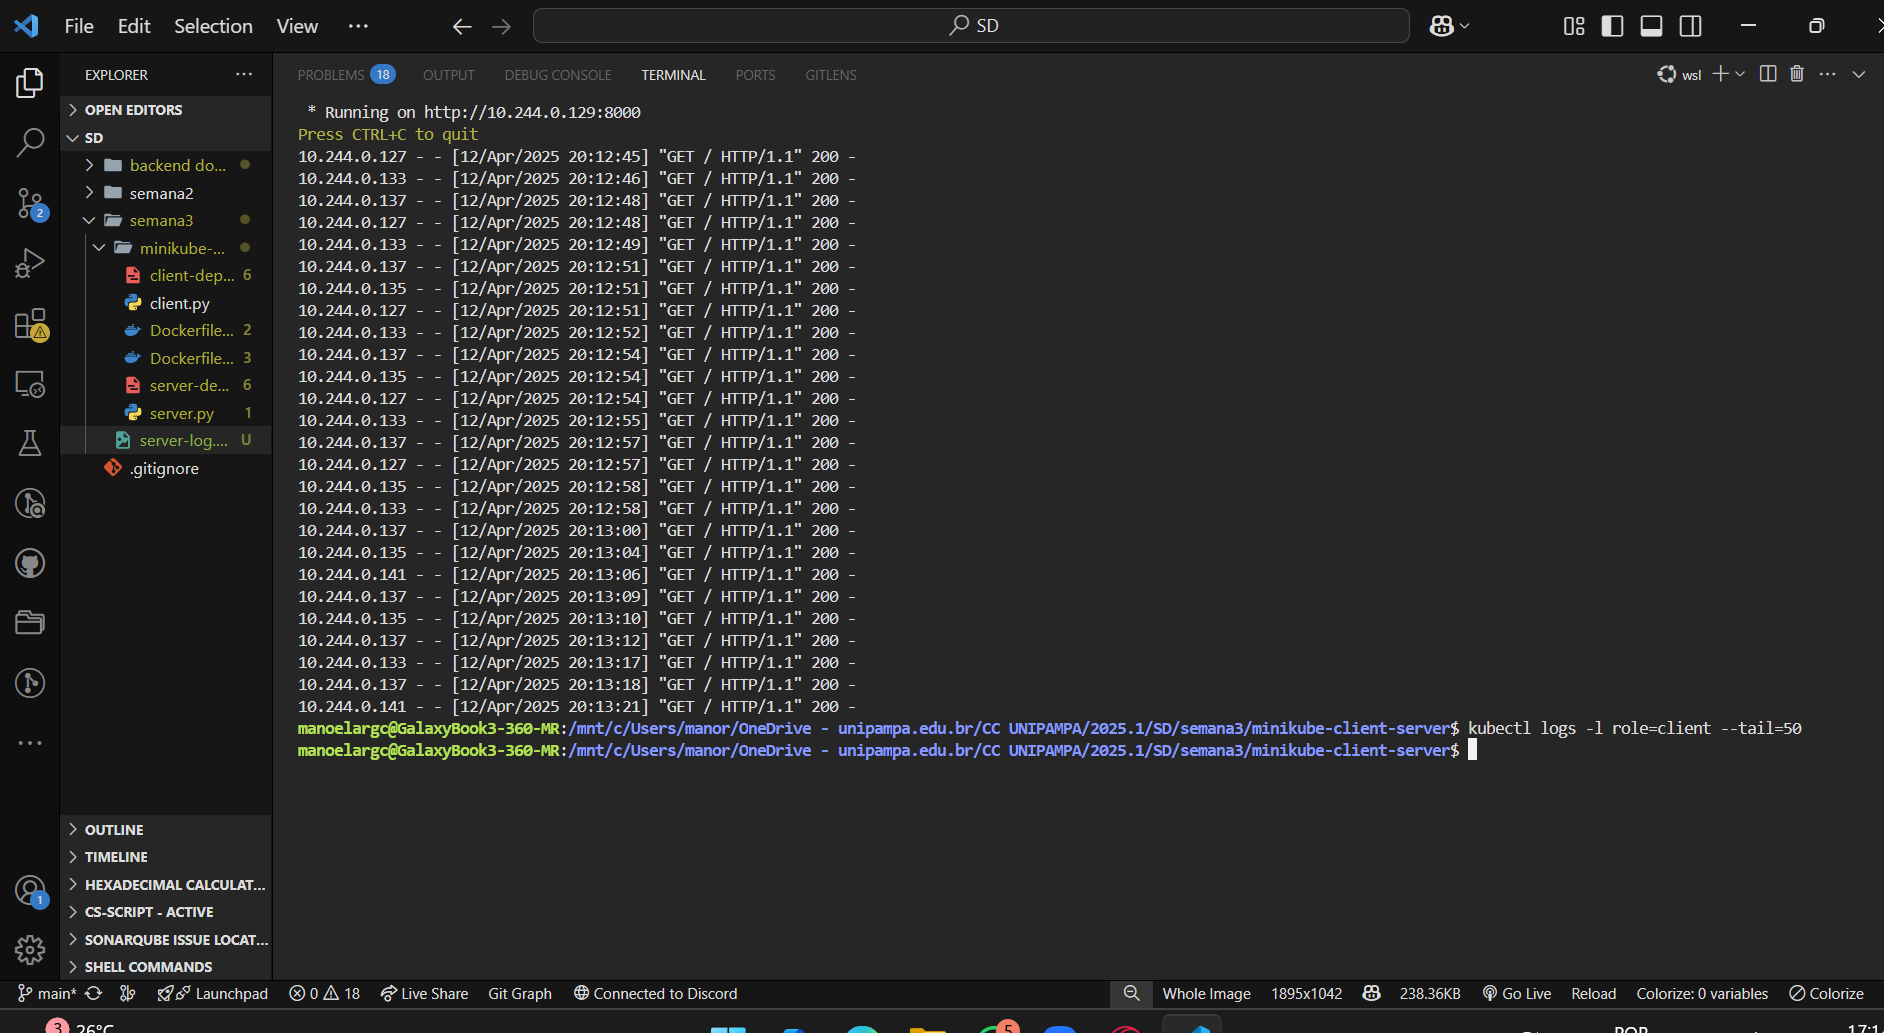 File Edit Selection View ··· SD
EXPLORER ···
OPEN EDITORS
SD
backend do...
semana2
semana3
minikube-...
client-dep... 6
client.py
Dockerfile... 2
Dockerfile... 3
server-de... 6
server.py 1
server-log.... U
.gitignore
OUTLINE
TIMELINE
HEXADECIMAL CALCULAT...
CS-SCRIPT - ACTIVE
SONARQUBE ISSUE LOCAT...
SHELL COMMANDS
2
1
PROBLEMS 18 OUTPUT DEBUG CONSOLE TERMINAL PORTS GITLENS wsl
* Running on http://10.244.0.129:8000
Press CTRL+C to quit
10.244.0.127 - - [12/Apr/2025 20:12:45] "GET / HTTP/1.1" 200 -
10.244.0.133 - - [12/Apr/2025 20:12:46] "GET / HTTP/1.1" 200 -
10.244.0.137 - - [12/Apr/2025 20:12:48] "GET / HTTP/1.1" 200 -
10.244.0.127 - - [12/Apr/2025 20:12:48] "GET / HTTP/1.1" 200 -
10.244.0.133 - - [12/Apr/2025 20:12:49] "GET / HTTP/1.1" 200 -
10.244.0.137 - - [12/Apr/2025 20:12:51] "GET / HTTP/1.1" 200 -
10.244.0.135 - - [12/Apr/2025 20:12:51] "GET / HTTP/1.1" 200 -
10.244.0.127 - - [12/Apr/2025 20:12:51] "GET / HTTP/1.1" 200 -
10.244.0.133 - - [12/Apr/2025 20:12:52] "GET / HTTP/1.1" 200 -
10.244.0.137 - - [12/Apr/2025 20:12:54] "GET / HTTP/1.1" 200 -
10.244.0.135 - - [12/Apr/2025 20:12:54] "GET / HTTP/1.1" 200 -
10.244.0.127 - - [12/Apr/2025 20:12:54] "GET / HTTP/1.1" 200 -
10.244.0.133 - - [12/Apr/2025 20:12:55] "GET / HTTP/1.1" 200 -
10.244.0.137 - - [12/Apr/2025 20:12:57] "GET / HTTP/1.1" 200 -
10.244.0.127 - - [12/Apr/2025 20:12:57] "GET / HTTP/1.1" 200 -
10.244.0.135 - - [12/Apr/2025 20:12:58] "GET / HTTP/1.1" 200 -
10.244.0.133 - - [12/Apr/2025 20:12:58] "GET / HTTP/1.1" 200 -
10.244.0.137 - - [12/Apr/2025 20:13:00] "GET / HTTP/1.1" 200 -
10.244.0.135 - - [12/Apr/2025 20:13:04] "GET / HTTP/1.1" 200 -
10.244.0.141 - - [12/Apr/2025 20:13:06] "GET / HTTP/1.1" 200 -
10.244.0.137 - - [12/Apr/2025 20:13:09] "GET / HTTP/1.1" 200 -
10.244.0.135 - - [12/Apr/2025 20:13:10] "GET / HTTP/1.1" 200 -
10.244.0.137 - - [12/Apr/2025 20:13:12] "GET / HTTP/1.1" 200 -
10.244.0.133 - - [12/Apr/2025 20:13:17] "GET / HTTP/1.1" 200 -
10.244.0.137 - - [12/Apr/2025 20:13:18] "GET / HTTP/1.1" 200 -
10.244.0.141 - - [12/Apr/2025 20:13:21] "GET / HTTP/1.1" 200 -
manoelargc@GalaxyBook3-360-MR:/mnt/c/Users/manor/OneDrive - unipampa.edu.br/CC UNIPAMPA/2025.1/SD/semana3/minikube-client-server$ kubectl logs -l role=client --tail=50
manoelargc@GalaxyBook3-360-MR:/mnt/c/Users/manor/OneDrive - unipampa.edu.br/CC UNIPAMPA/2025.1/SD/semana3/minikube-client-server$
main* Launchpad 0 18 Live Share Git Graph Connected to Discord Whole Image 1895x1042 238.36KB Go Live Reload Colorize: 0 variables Colorize
3 26°C 5 POR